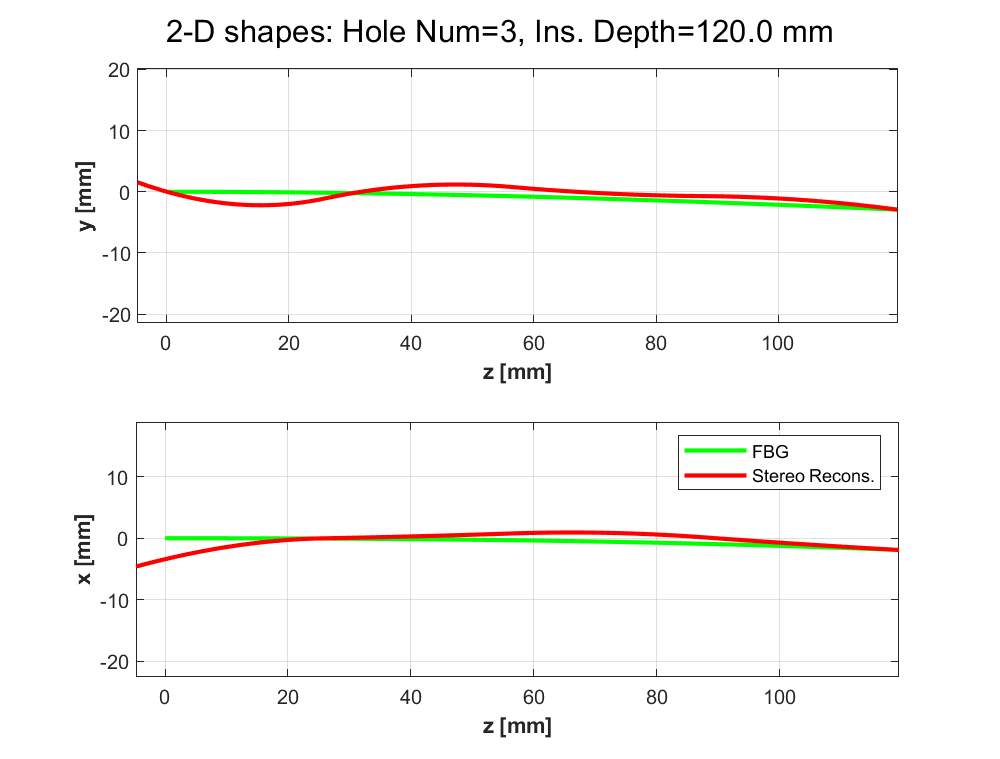 2-D shapes: Hole Num=3, Ins. Depth=120.0 mm
20
10
0
-10
-20
y [mm]
0 20 40 60 80 100
z [mm]
FBG
Stereo Recons.
10
0
-10
-20
x [mm]
0 20 40 60 80 100
z [mm]